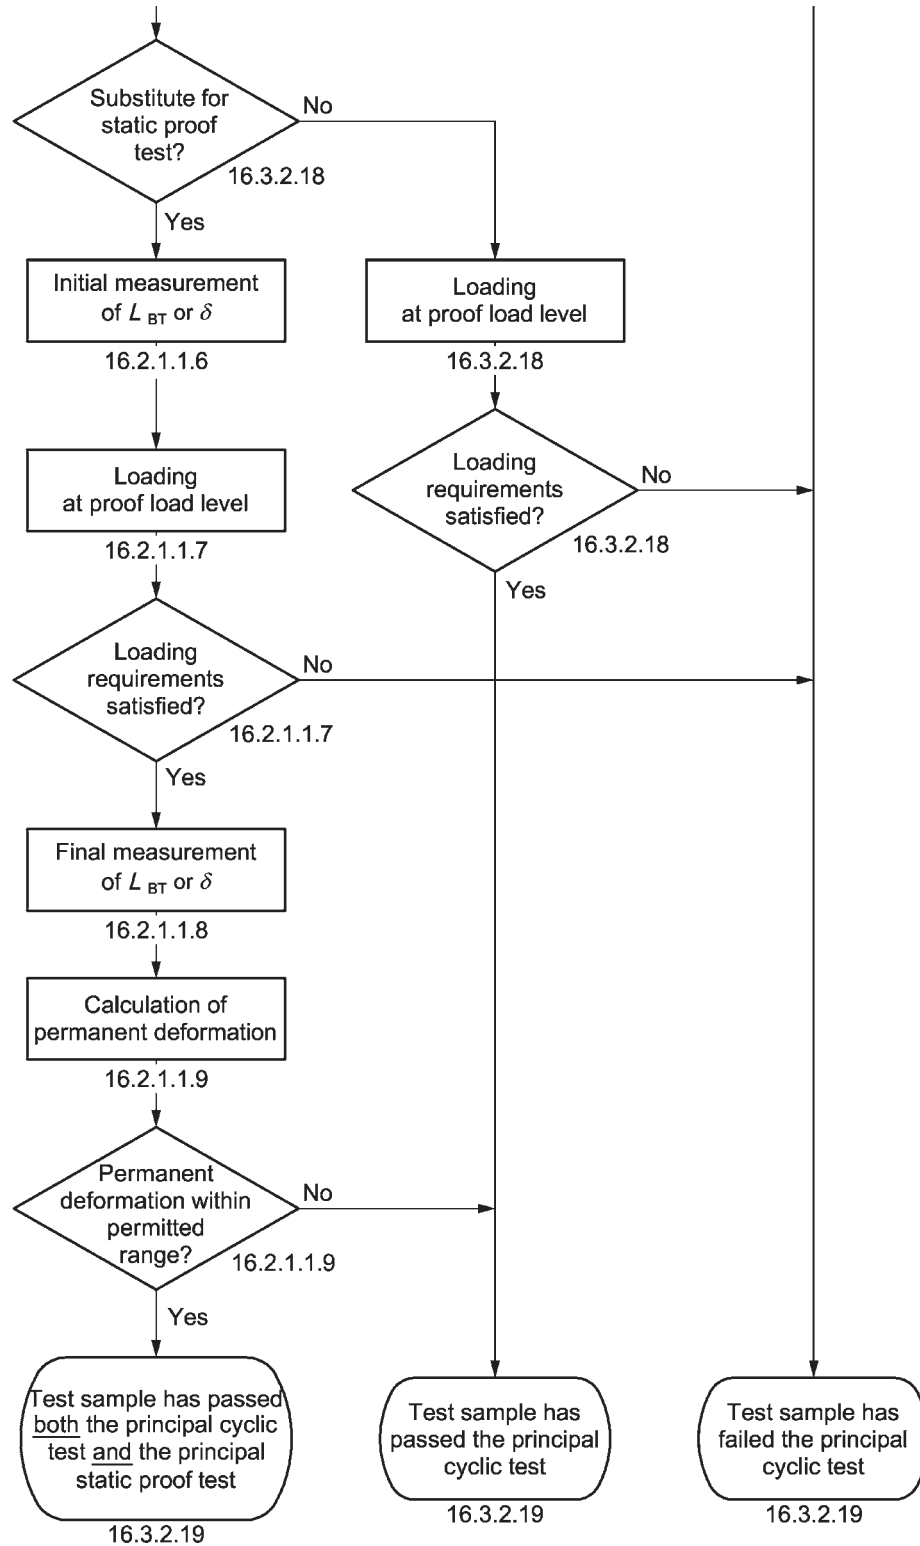 Substitute for
static proof
test?
No
16.3.2.18
Yes
Initial measurement
of L BT or δ
16.2.1.1.6
Loading
at proof load level
16.3.2.18
Loading
requirements
satisfied?
No
16.3.2.18
Yes
Loading
at proof load level
16.2.1.1.7
Loading
requirements
satisfied?
No
16.2.1.1.7
Yes
Final measurement
of L BT or δ
16.2.1.1.8
Calculation of
permanent deformation
16.2.1.1.9
Permanent
deformation within
permitted
range?
No
16.2.1.1.9
Yes
Test sample has passed
both the principal cyclic
test and the principal
static proof test
16.3.2.19
Test sample has
passed the principal
cyclic test
16.3.2.19
Test sample has
failed the principal
cyclic test
16.3.2.19